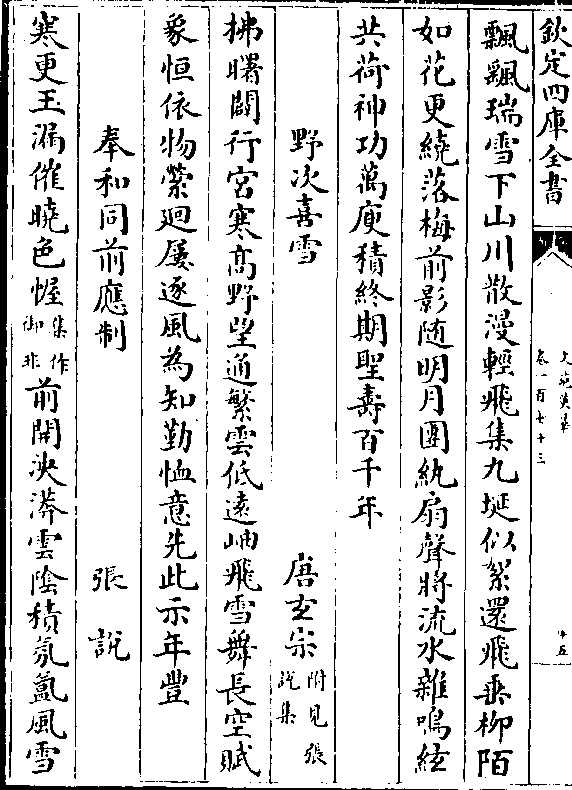 欽定四庫全書
文苑英華
卷一百七十三
十五
飄飄瑞雪下山川散漫輕飛集九埏似絮還飛垂柳陌
如花更繞落梅前影隨明月團紈扇聲將流水雜鳴絃
共荷神功萬庾積終期聖壽百千年
野次喜雪
唐玄宗附見張說集
拂曙闢行宮寒高野望通繁雲低遠岫飛雪舞長空賦
象恒依物縈迴屢逐風為知勤恤意先此示年豐
奉和同前應制
張說
寒更玉漏催曉色幄集作御非前開泱漭雲陰積氛氳風雪